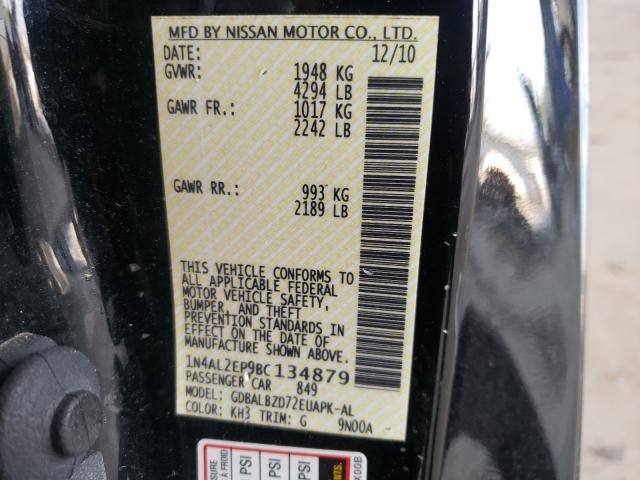 MFD BY NISSAN MOTOR CO., LTD.
DATE: 12/10
GVWR: 1948 KG
4294 LB
GAWR FR.: 1017 KG
2242 LB
GAWR RR.: 993 KG
2189 LB
THIS VEHICLE CONFORMS TO
ALL APPLICABLE FEDERAL
MOTOR VEHICLE SAFETY,
BUMPER, AND THEFT
PREVENTION STANDARDS IN
EFFECT ON THE DATE OF
MANUFACTURE SHOWN ABOVE.
1N4AL2EP9BC134879
PASSENGER CAR 849
MODEL: GDBALBZD72EUAPK-AL
COLOR: KH3 TRIM: G 9N00A
PSI PSI PSI